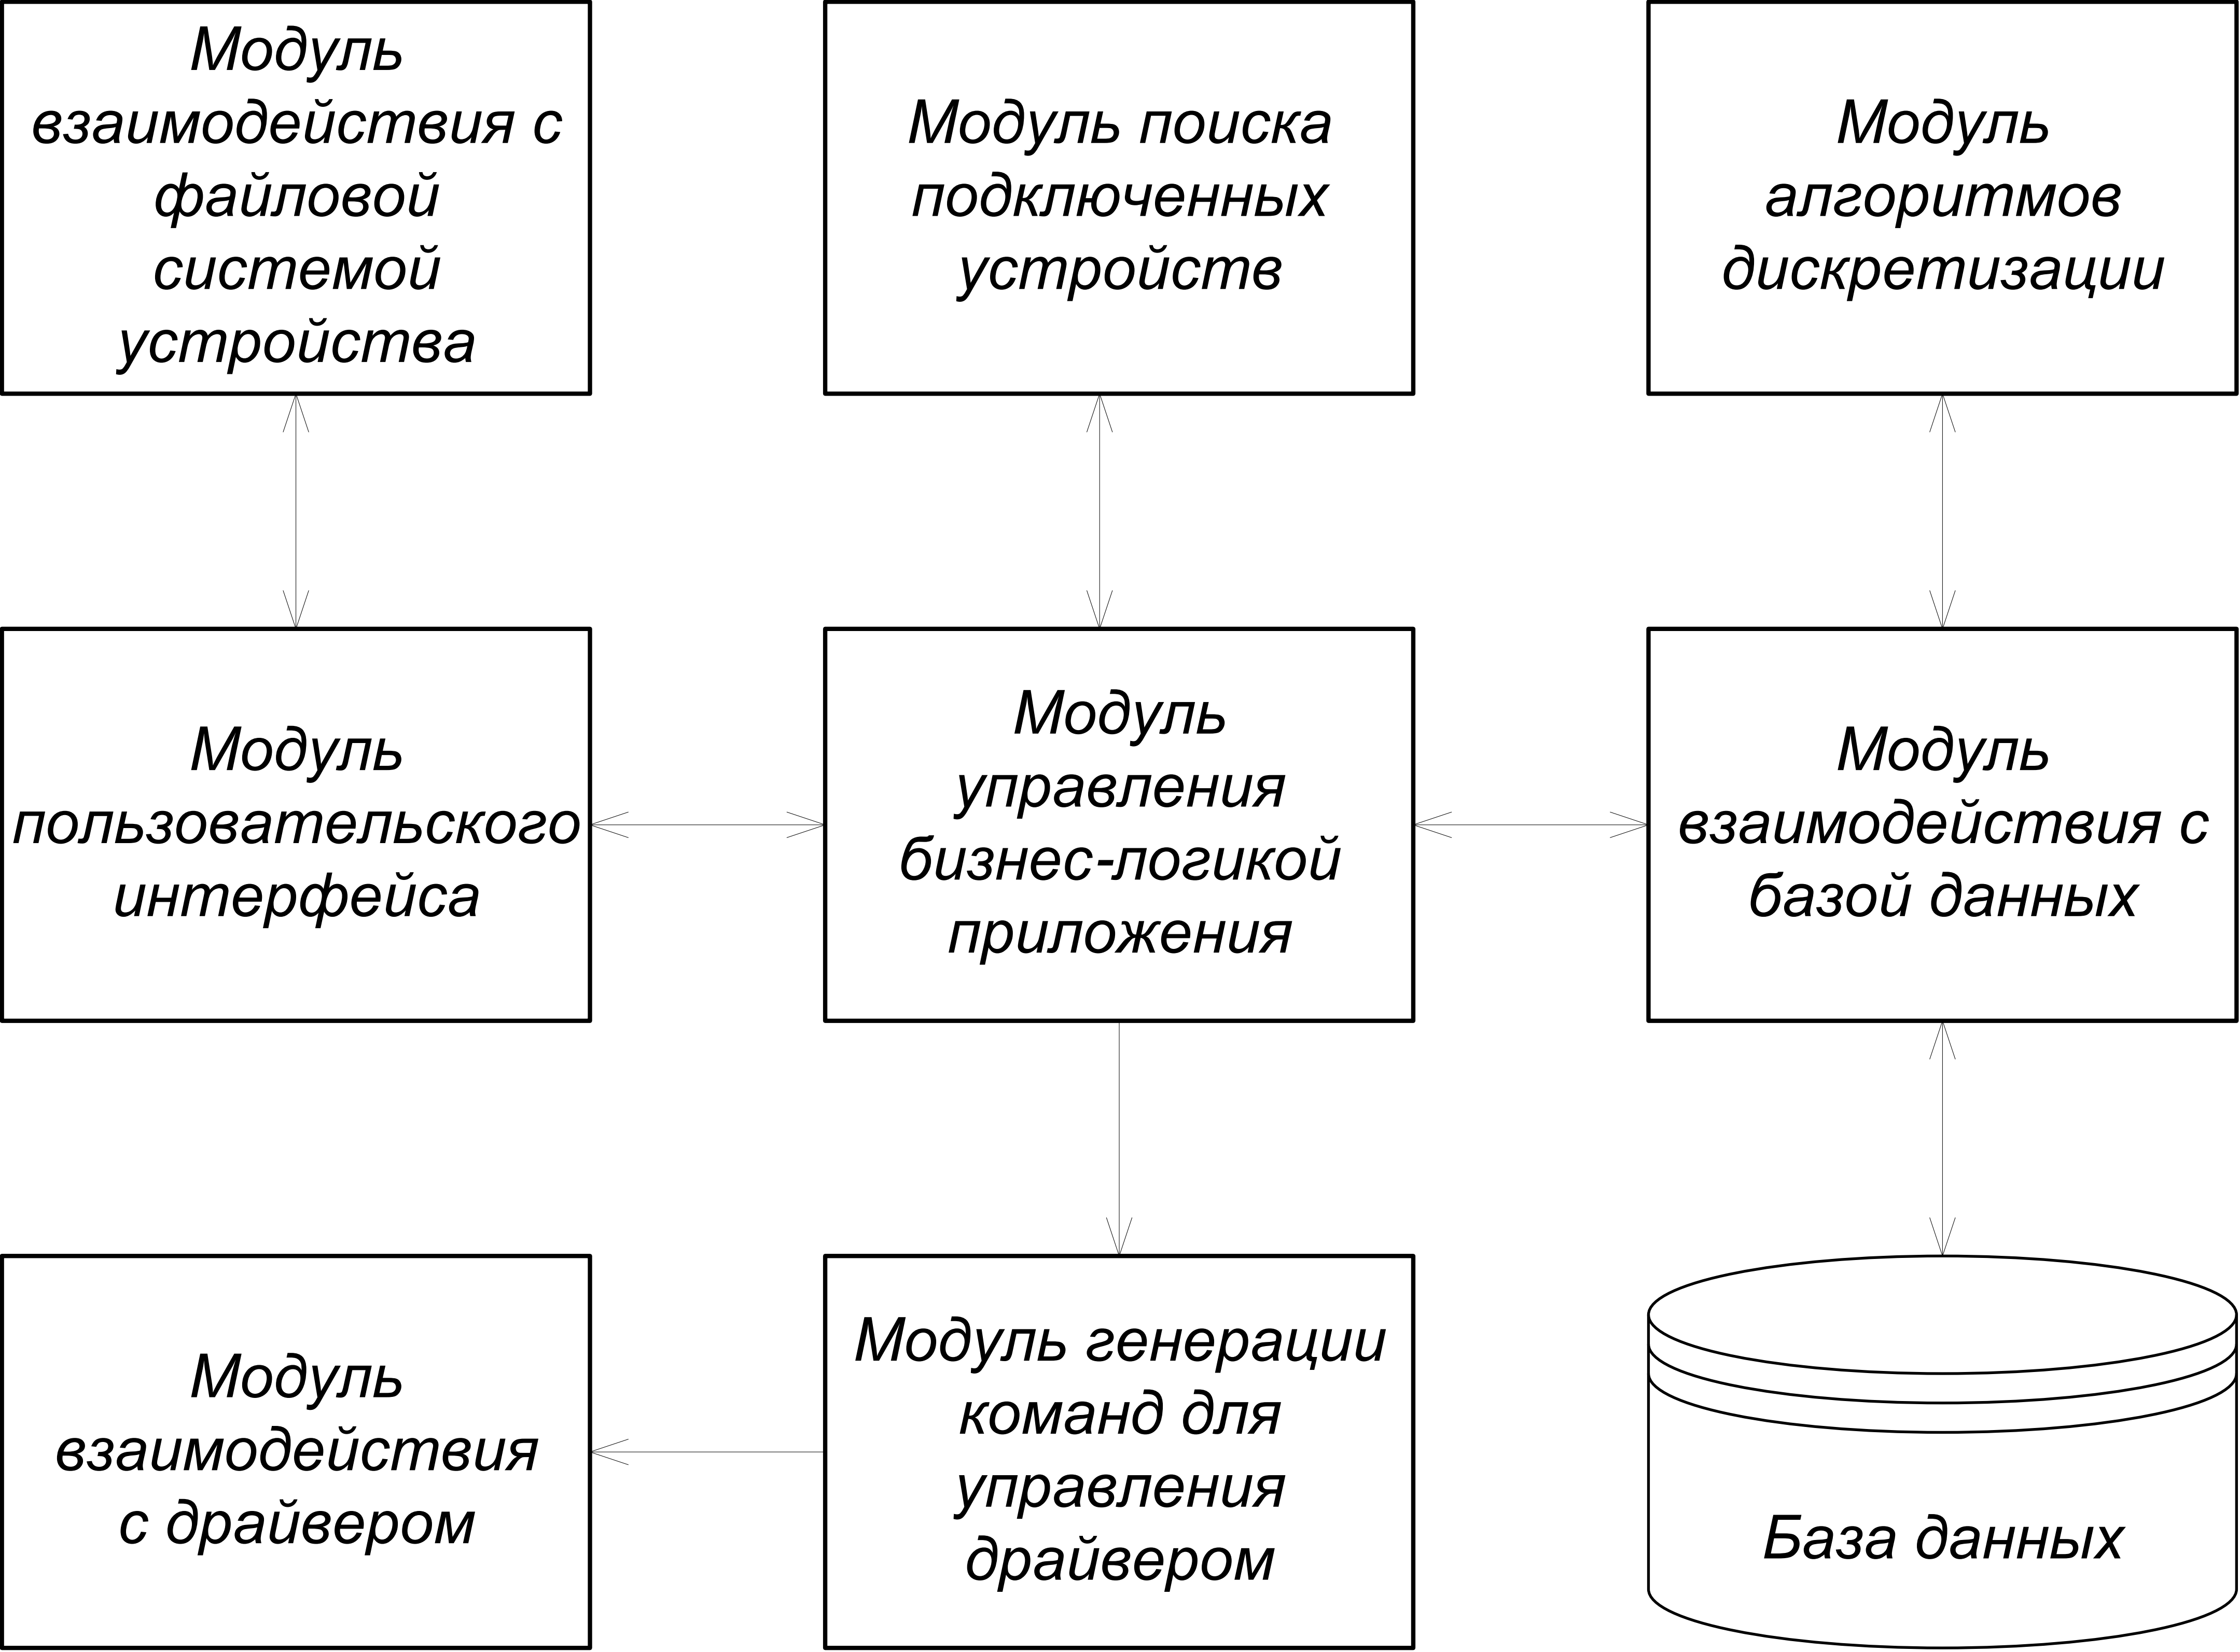 Модуль
взаимодействия с
файловой
системой
устройства
Модуль поиска
подключенных
устройств
Модуль
алгоритмов
дискретизации
Модуль
пользовательского
интерфейса
Модуль
управления
бизнес-логикой
приложения
Модуль
взаимодействия с
базой данных
Модуль
взаимодействия
с драйвером
Модуль генерации
команд для
управления
драйвером
База данных